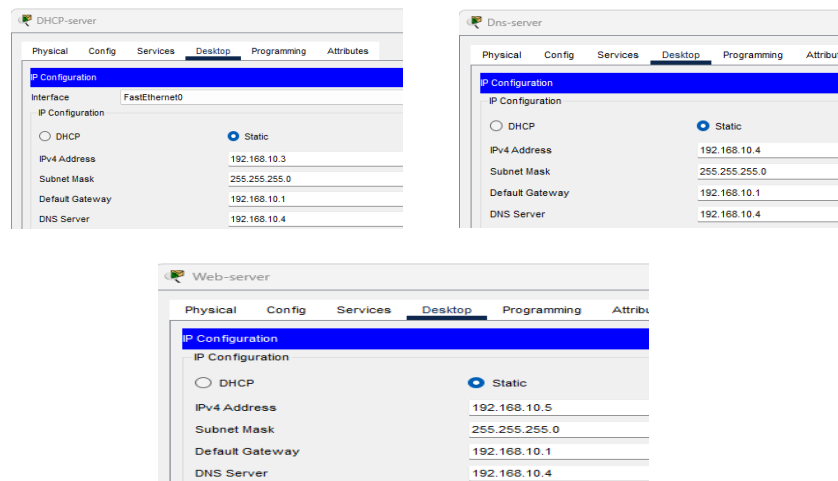 DHCP-server
Physical Config Services Desktop Programming Attributes
IP Configuration
Interface FastEthernet0
IP Configuration
DHCP Static
IPv4 Address 192.168.10.3
Subnet Mask 255.255.255.0
Default Gateway 192.168.10.1
DNS Server 192.168.10.4
Dns-server
Physical Config Services Desktop Programming Attribut
IP Configuration
IP Configuration
DHCP Static
IPv4 Address 192.168.10.4
Subnet Mask 255.255.255.0
Default Gateway 192.168.10.1
DNS Server 192.168.10.4
Web-server
Physical Config Services Desktop Programming Attribu
IP Configuration
IP Configuration
DHCP Static
IPv4 Address 192.168.10.5
Subnet Mask 255.255.255.0
Default Gateway 192.168.10.1
DNS Server 192.168.10.4